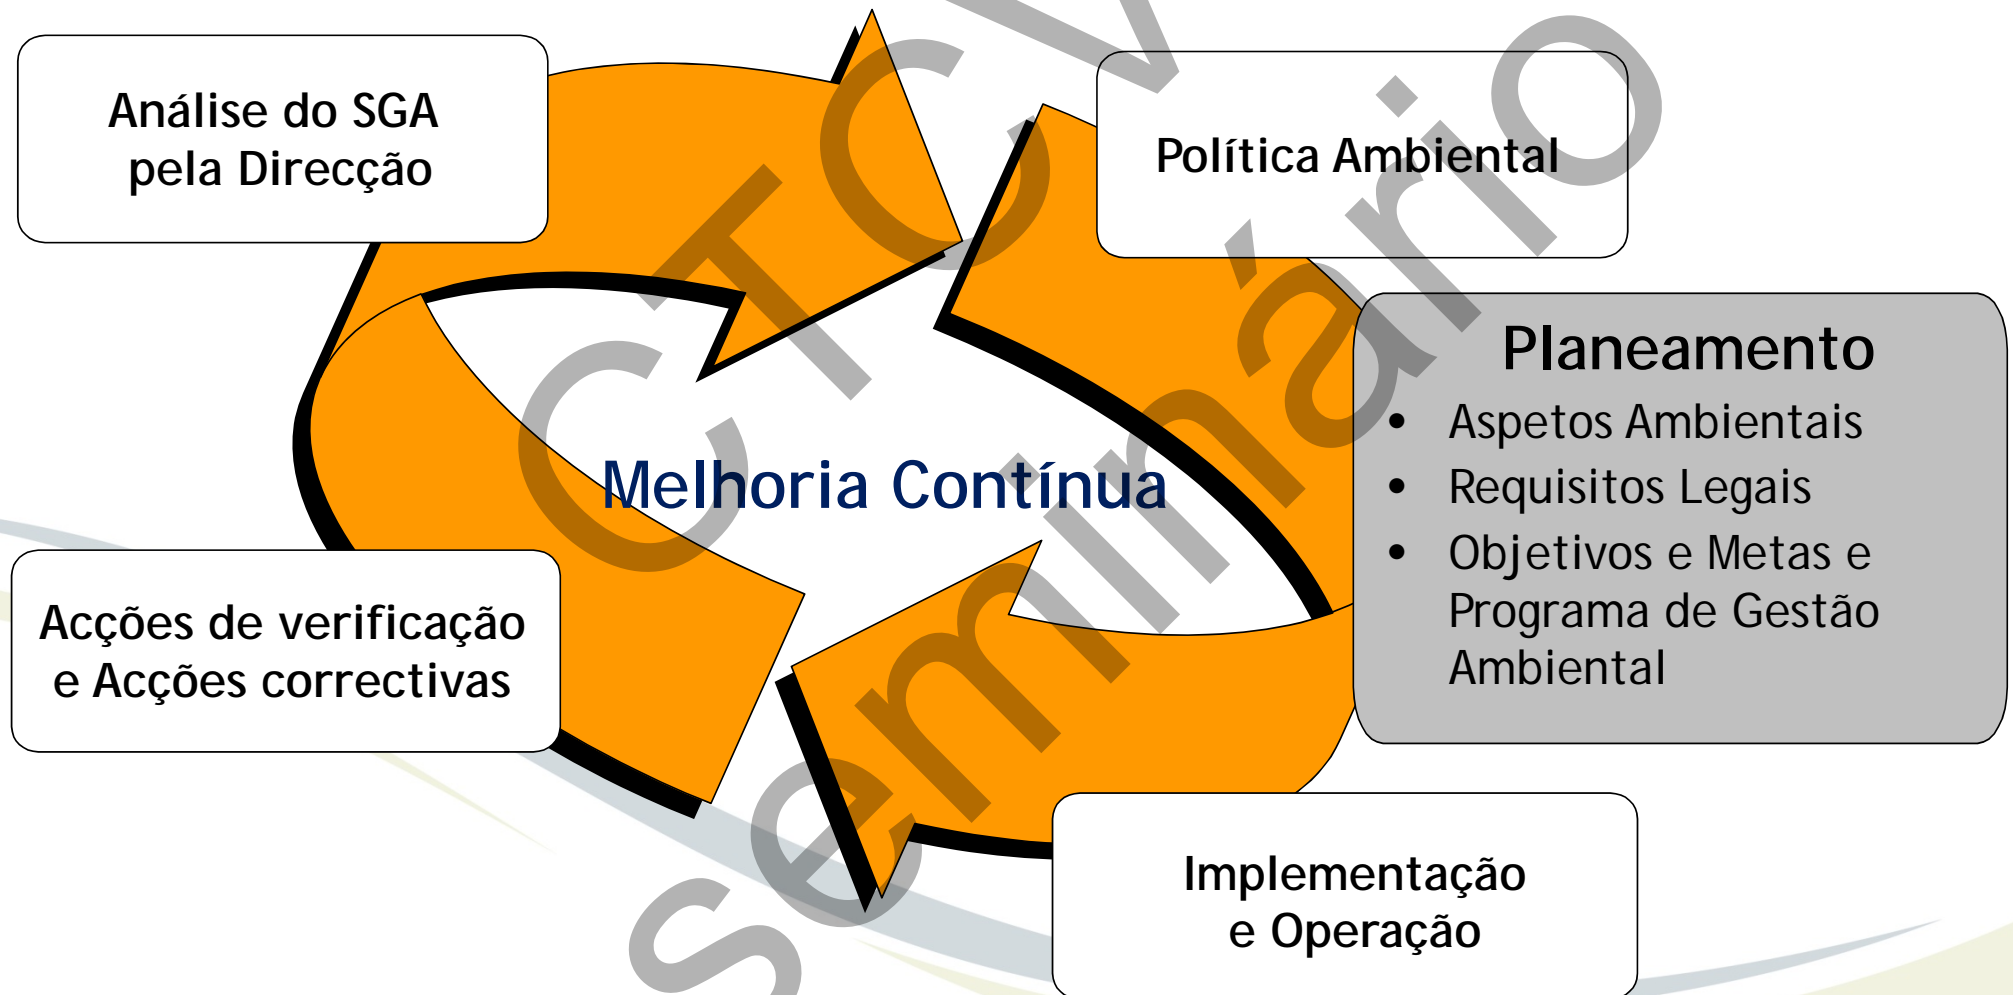 Análise do SGA
pela Direcção
Política Ambiental
Planeamento
• Aspetos Ambientais
• Requisitos Legais
• Objetivos e Metas e
Programa de Gestão
Ambiental
Melhoria Contínua
Acções de verificação
e Acções correctivas
Implementação
e Operação
CTCV
seminário